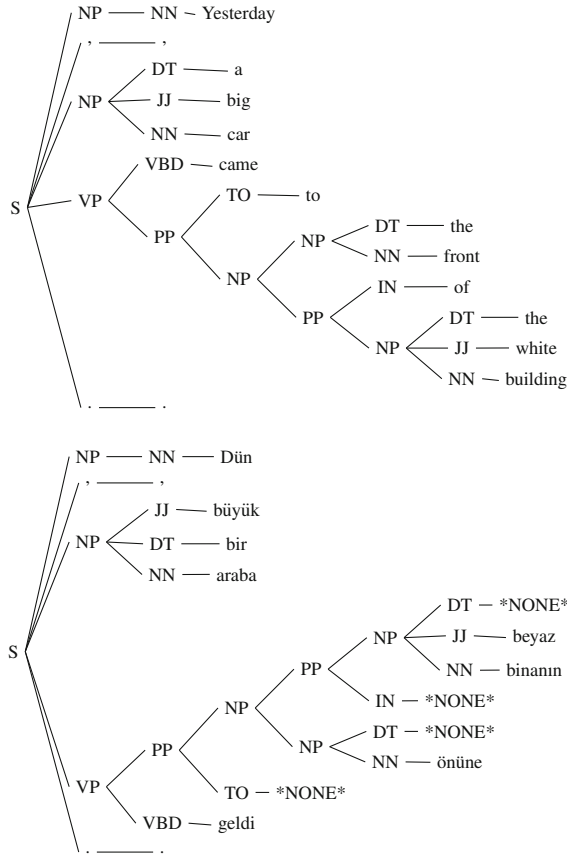 NP NN Yesterday
, ,
DT a
NP JJ big
NN car
VBD came
S VP TO to
PP NP DT the
NN front
NP IN of
PP DT the
NP JJ white
NN building
. .
NP NN Dün
, ,
JJ büyük
NP DT bir
NN araba
DT *NONE*
NP JJ beyaz
S PP NN binanın
NP IN *NONE*
PP NP DT *NONE*
NN önüne
VP TO *NONE*
VBD geldi
. .